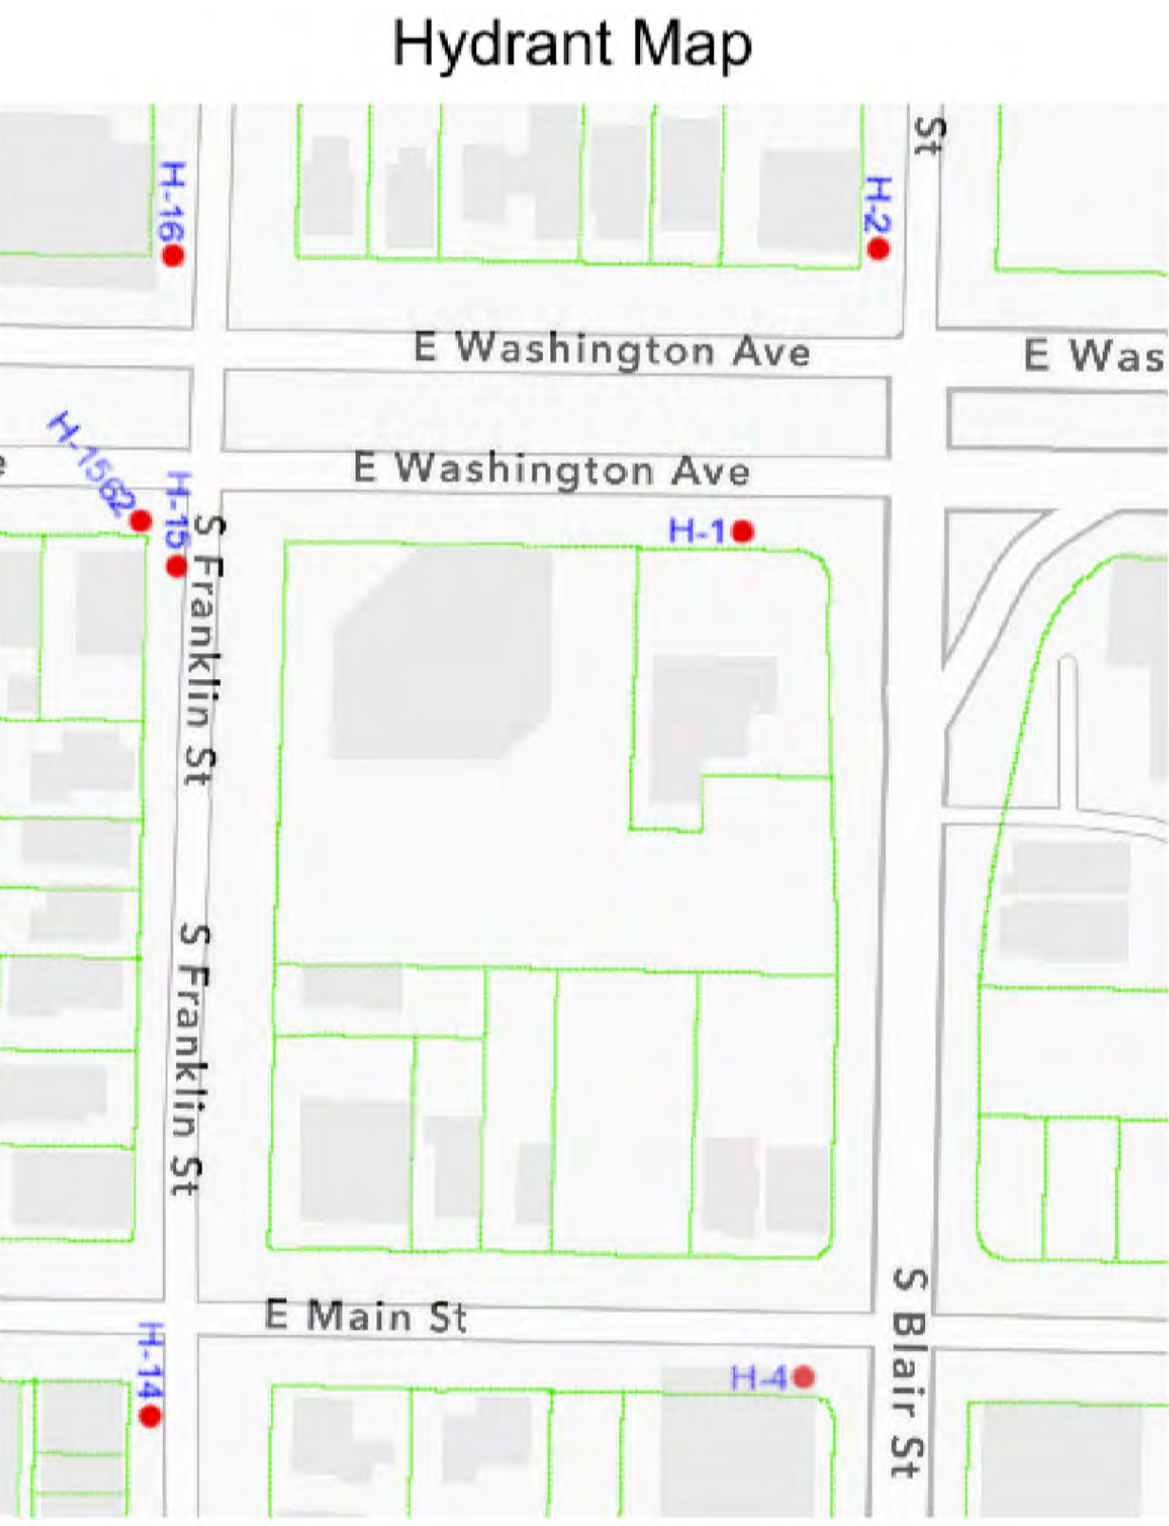 Hydrant Map
St
H-16
H-2
E Washington Ave
E Was
H-1562
e
E Washington Ave
H-15
S Franklin St
H-1
S Franklin St
S Blair St
E Main St
H-14
H-4